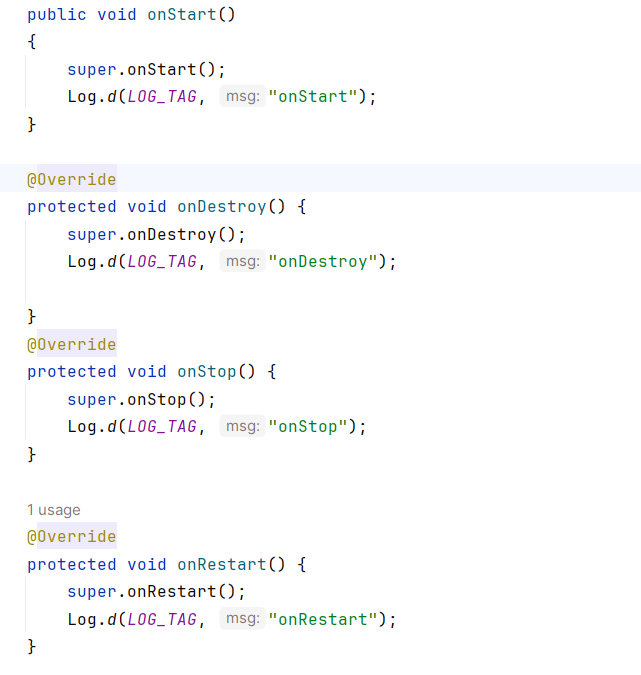 public void onStart()
{
    super.onStart();
    Log.d(LOG_TAG, msg: "onStart");
}
@Override
protected void onDestroy() {
    super.onDestroy();
    Log.d(LOG_TAG, msg: "onDestroy");
}
@Override
protected void onStop() {
    super.onStop();
    Log.d(LOG_TAG, msg: "onStop");
}
1 usage
@Override
protected void onRestart() {
    super.onRestart();
    Log.d(LOG_TAG, msg: "onRestart");
}